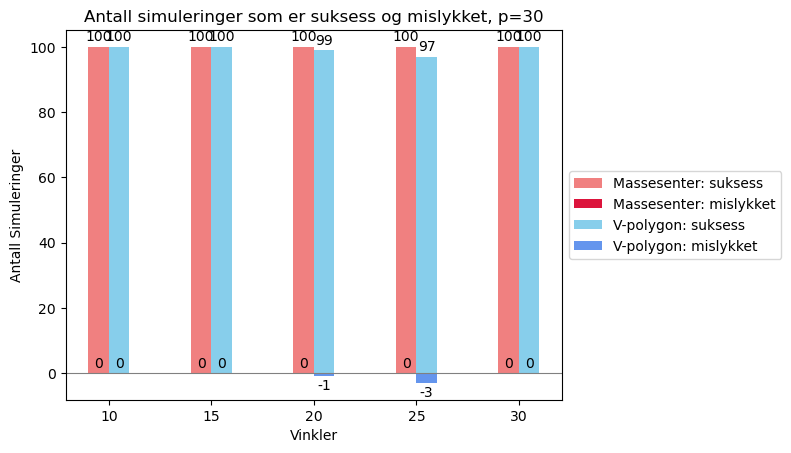 Antall simuleringer som er suksess og mislykket, p=30
100 100 100 100 100 99 100 97 100 100
100
80
60
40
20
0
0 0 0 0 0 0 0 0
-1
-3
10 15 20 25 30
Vinkler
Antall Simuleringer
Massesenter: suksess
Massesenter: mislykket
V-polygon: suksess
V-polygon: mislykket